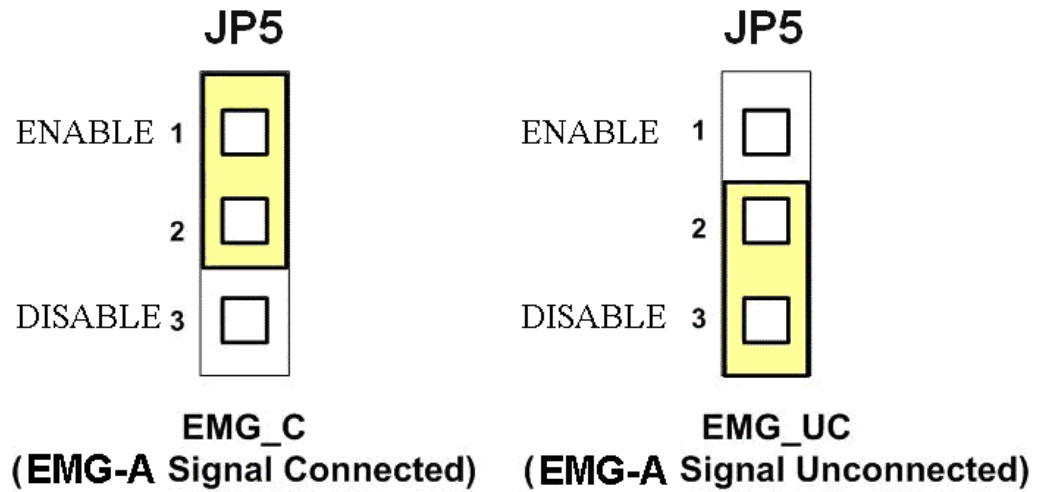 JP5
ENABLE 1
2
DISABLE 3
EMG_C
(EMG-A Signal Connected)
JP5
ENABLE 1
2
DISABLE 3
EMG_UC
(EMG-A Signal Unconnected)